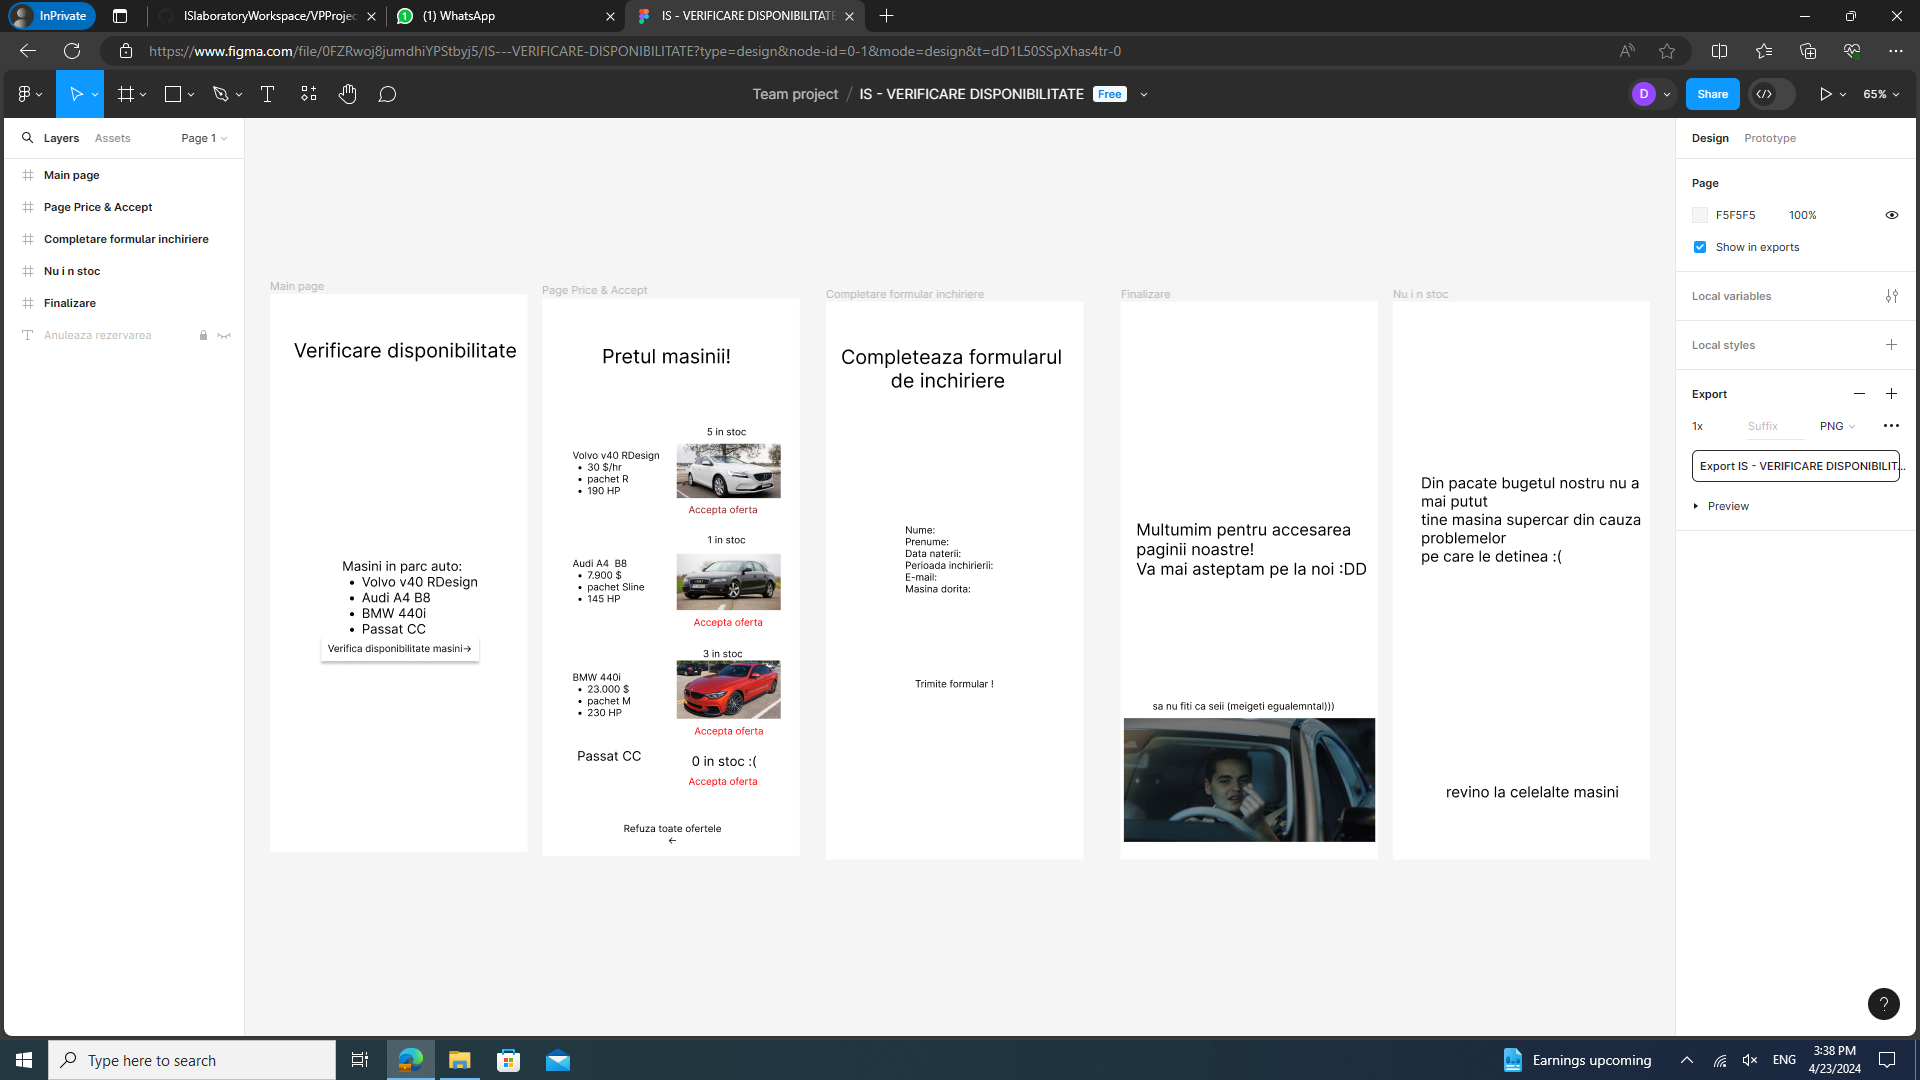 InPrivate
ISlaboratoryWorkspace/VPProjec
(1) WhatsApp
IS - VERIFICARE DISPONIBILITATE
https://www.figma.com/file/0FZRwoj8jumdhiYPStbyj5/IS---VERIFICARE-DISPONIBILITATE?type=design&node-id=0-1&mode=design&t=dD1L50SSpXhas4tr-0
Team project / IS - VERIFICARE DISPONIBILITATE Free
D
Share
65%
Layers
Assets
Page 1
Main page
Page Price & Accept
Completare formular inchiriere
Nu i n stoc
Finalizare
Anuleaza rezervarea
Main page
Verificare disponibilitate
Masini in parc auto:
• Volvo v40 RDesign
• Audi A4 B8
• BMW 440i
• Passat CC
Verifica disponibilitate masini→
Page Price & Accept
Pretul masinii!
5 in stoc
Volvo v40 RDesign
• 30 $/hr
• pachet R
• 190 HP
Accepta oferta
1 in stoc
Audi A4 B8
• 7.900 $
• pachet Sline
• 145 HP
Accepta oferta
3 in stoc
BMW 440i
• 23.000 $
• pachet M
• 230 HP
Accepta oferta
Passat CC
0 in stoc :(
Accepta oferta
Refuza toate ofertele
←
Completare formular inchiriere
Completeaza formularul
de inchiriere
Nume:
Prenume:
Data naterii:
Perioada inchirierii:
E-mail:
Masina dorita:
Trimite formular !
Finalizare
Multumim pentru accesarea
paginii noastre!
Va mai asteptam pe la noi :DD
sa nu fiti ca seii (meigeti egualemntal)))
Nu i n stoc
Din pacate bugetul nostru nu a
mai putut
tine masina supercar din cauza
problemelor
pe care le detinea :(
revino la celelalte masini
Design
Prototype
Page
F5F5F5 100%
Show in exports
Local variables
Local styles
Export
1x Suffix PNG
Export IS - VERIFICARE DISPONIBILIT...
Preview
?
Type here to search
Earnings upcoming
ENG
3:38 PM
4/23/2024